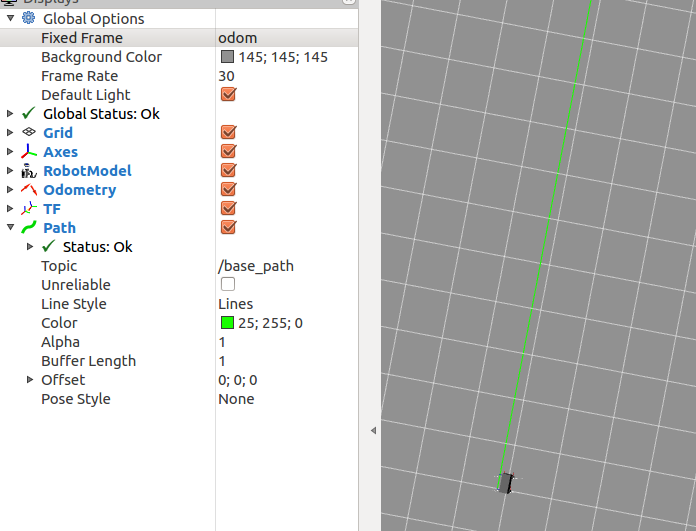 Displays
Global Options
Fixed Frame odom
Background Color 145; 145; 145
Frame Rate 30
Default Light
Global Status: Ok
Grid
Axes
RobotModel
Odometry
TF
Path
Status: Ok
Topic /base_path
Unreliable
Line Style Lines
Color 25; 255; 0
Alpha 1
Buffer Length 1
Offset 0; 0; 0
Pose Style None